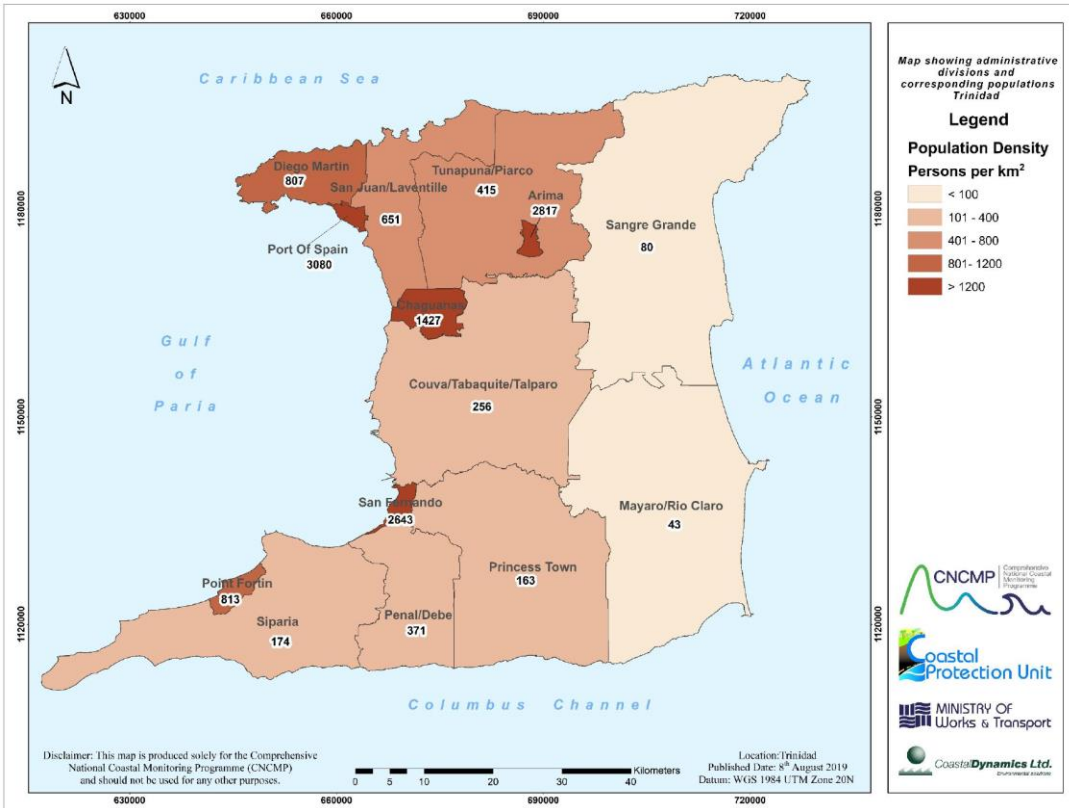 630000
660000
690000
720000
Caribbean Sea
N
Diego Martin
807
San Juan/Laventille
651
Tunapuna/Piarco
415
Arima
2817
Sangre Grande
80
Port Of Spain
3080
Chaguanas
1427
Gulf
of
Paria
Atlantic
Ocean
Couva/Tabaquite/Talparo
256
San Fernando
2643
Mayaro/Rio Claro
43
Princess Town
163
Point Fortin
813
Siparia
174
Penal/Debe
371
Columbus Channel
1180000
1150000
1120000
1180000
1150000
1120000
Disclaimer: This map is produced solely for the Comprehensive
National Coastal Monitoring Programme (CNCMP)
and should not be used for any other purposes.
Kilometers
0 5 10 20 30 40
Location:Trinidad
Published Date: 8th August 2019
Datum: WGS 1984 UTM Zone 20N
630000
660000
690000
720000
Map showing administrative
divisions and
corresponding populations
Trinidad
Legend
Population Density
Persons per km²
< 100
101 - 400
401 - 800
801- 1200
> 1200
CNCMP
Comprehensive
National Coastal
Monitoring
Programme
Coastal
Protection Unit
MINISTRY OF
Works & Transport
CoastalDynamics Ltd.
Environmental solutions